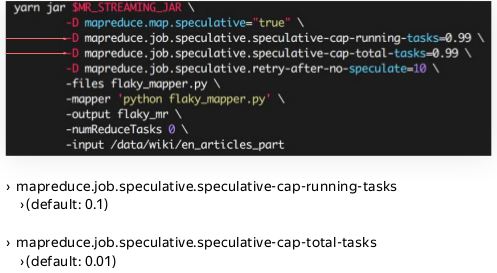 yarn jar $MR_STREAMING_JAR \
-D mapreduce.map.speculative="true" \
-D mapreduce.job.speculative.speculative-cap-running-tasks=0.99 \
-D mapreduce.job.speculative.speculative-cap-total-tasks=0.99 \
-D mapreduce.job.speculative.retry-after-no-speculate=10 \
-files flaky_mapper.py \
-mapper 'python flaky_mapper.py' \
-output flaky_mr \
-numReduceTasks 0 \
-input /data/wiki/en_articles_part
› mapreduce.job.speculative.speculative-cap-running-tasks
›(default: 0.1)
› mapreduce.job.speculative.speculative-cap-total-tasks
›(default: 0.01)